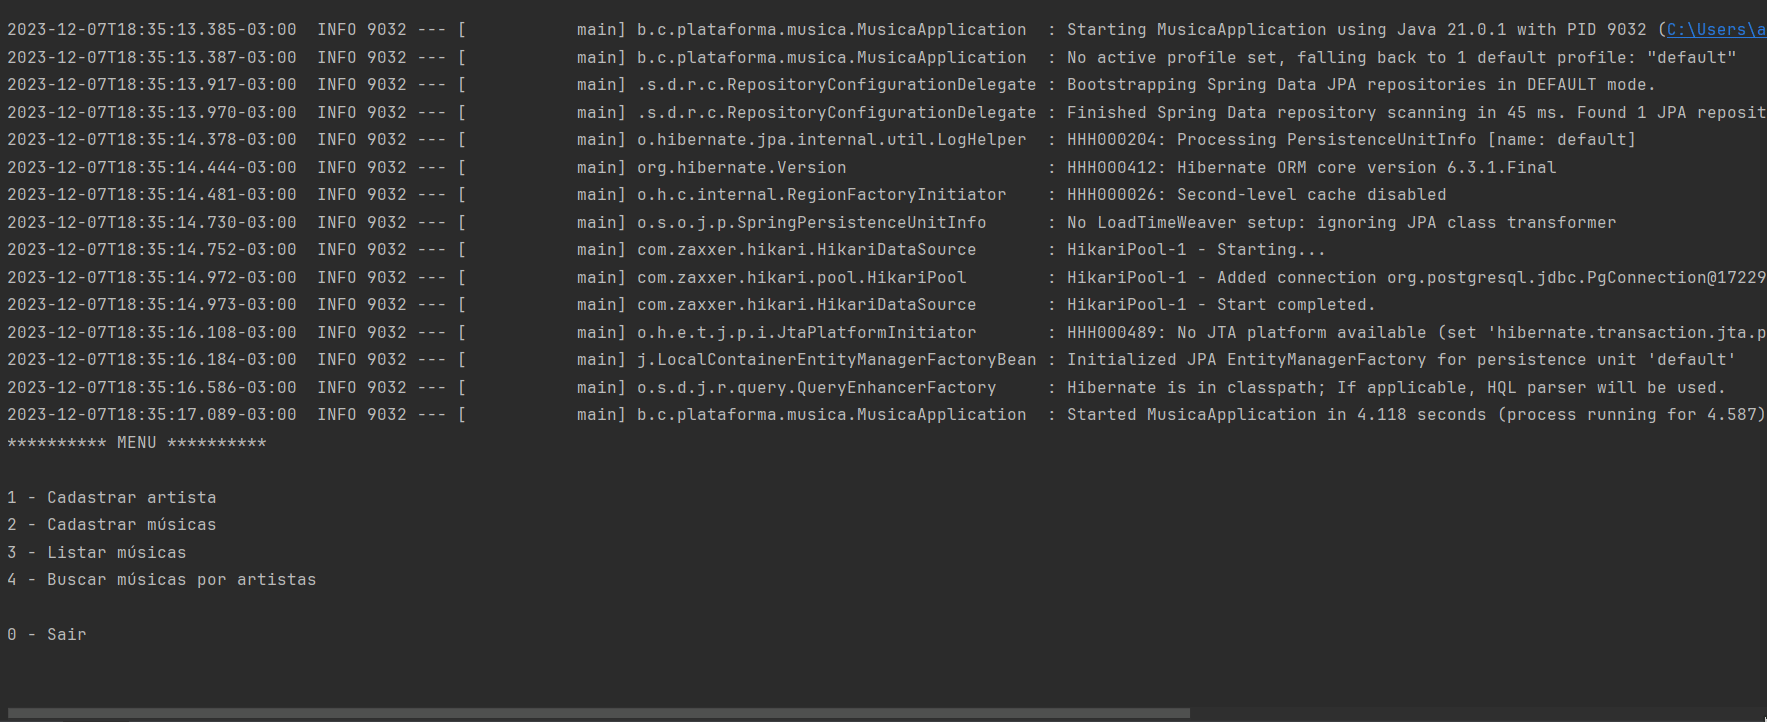 2023-12-07T18:35:13.385-03:00  INFO 9032 --- [           main] b.c.plataforma.musica.MusicaApplication  : Starting MusicaApplication using Java 21.0.1 with PID 9032 (C:\Users\a
2023-12-07T18:35:13.387-03:00  INFO 9032 --- [           main] b.c.plataforma.musica.MusicaApplication  : No active profile set, falling back to 1 default profile: "default"
2023-12-07T18:35:13.917-03:00  INFO 9032 --- [           main] .s.d.r.c.RepositoryConfigurationDelegate : Bootstrapping Spring Data JPA repositories in DEFAULT mode.
2023-12-07T18:35:13.970-03:00  INFO 9032 --- [           main] .s.d.r.c.RepositoryConfigurationDelegate : Finished Spring Data repository scanning in 45 ms. Found 1 JPA reposit
2023-12-07T18:35:14.378-03:00  INFO 9032 --- [           main] o.hibernate.jpa.internal.util.LogHelper  : HHH000204: Processing PersistenceUnitInfo [name: default]
2023-12-07T18:35:14.444-03:00  INFO 9032 --- [           main] org.hibernate.Version                    : HHH000412: Hibernate ORM core version 6.3.1.Final
2023-12-07T18:35:14.481-03:00  INFO 9032 --- [           main] o.h.c.internal.RegionFactoryInitiator    : HHH000026: Second-level cache disabled
2023-12-07T18:35:14.730-03:00  INFO 9032 --- [           main] o.s.o.j.p.SpringPersistenceUnitInfo      : No LoadTimeWeaver setup: ignoring JPA class transformer
2023-12-07T18:35:14.752-03:00  INFO 9032 --- [           main] com.zaxxer.hikari.HikariDataSource       : HikariPool-1 - Starting...
2023-12-07T18:35:14.972-03:00  INFO 9032 --- [           main] com.zaxxer.hikari.pool.HikariPool        : HikariPool-1 - Added connection org.postgresql.jdbc.PgConnection@17229
2023-12-07T18:35:14.973-03:00  INFO 9032 --- [           main] com.zaxxer.hikari.HikariDataSource       : HikariPool-1 - Start completed.
2023-12-07T18:35:16.108-03:00  INFO 9032 --- [           main] o.h.e.t.j.p.i.JtaPlatformInitiator       : HHH000489: No JTA platform available (set 'hibernate.transaction.jta.p
2023-12-07T18:35:16.184-03:00  INFO 9032 --- [           main] j.LocalContainerEntityManagerFactoryBean : Initialized JPA EntityManagerFactory for persistence unit 'default'
2023-12-07T18:35:16.586-03:00  INFO 9032 --- [           main] o.s.d.j.r.query.QueryEnhancerFactory     : Hibernate is in classpath; If applicable, HQL parser will be used.
2023-12-07T18:35:17.089-03:00  INFO 9032 --- [           main] b.c.plataforma.musica.MusicaApplication  : Started MusicaApplication in 4.118 seconds (process running for 4.587)
********** MENU **********
1 - Cadastrar artista
2 - Cadastrar músicas
3 - Listar músicas
4 - Buscar músicas por artistas
0 - Sair